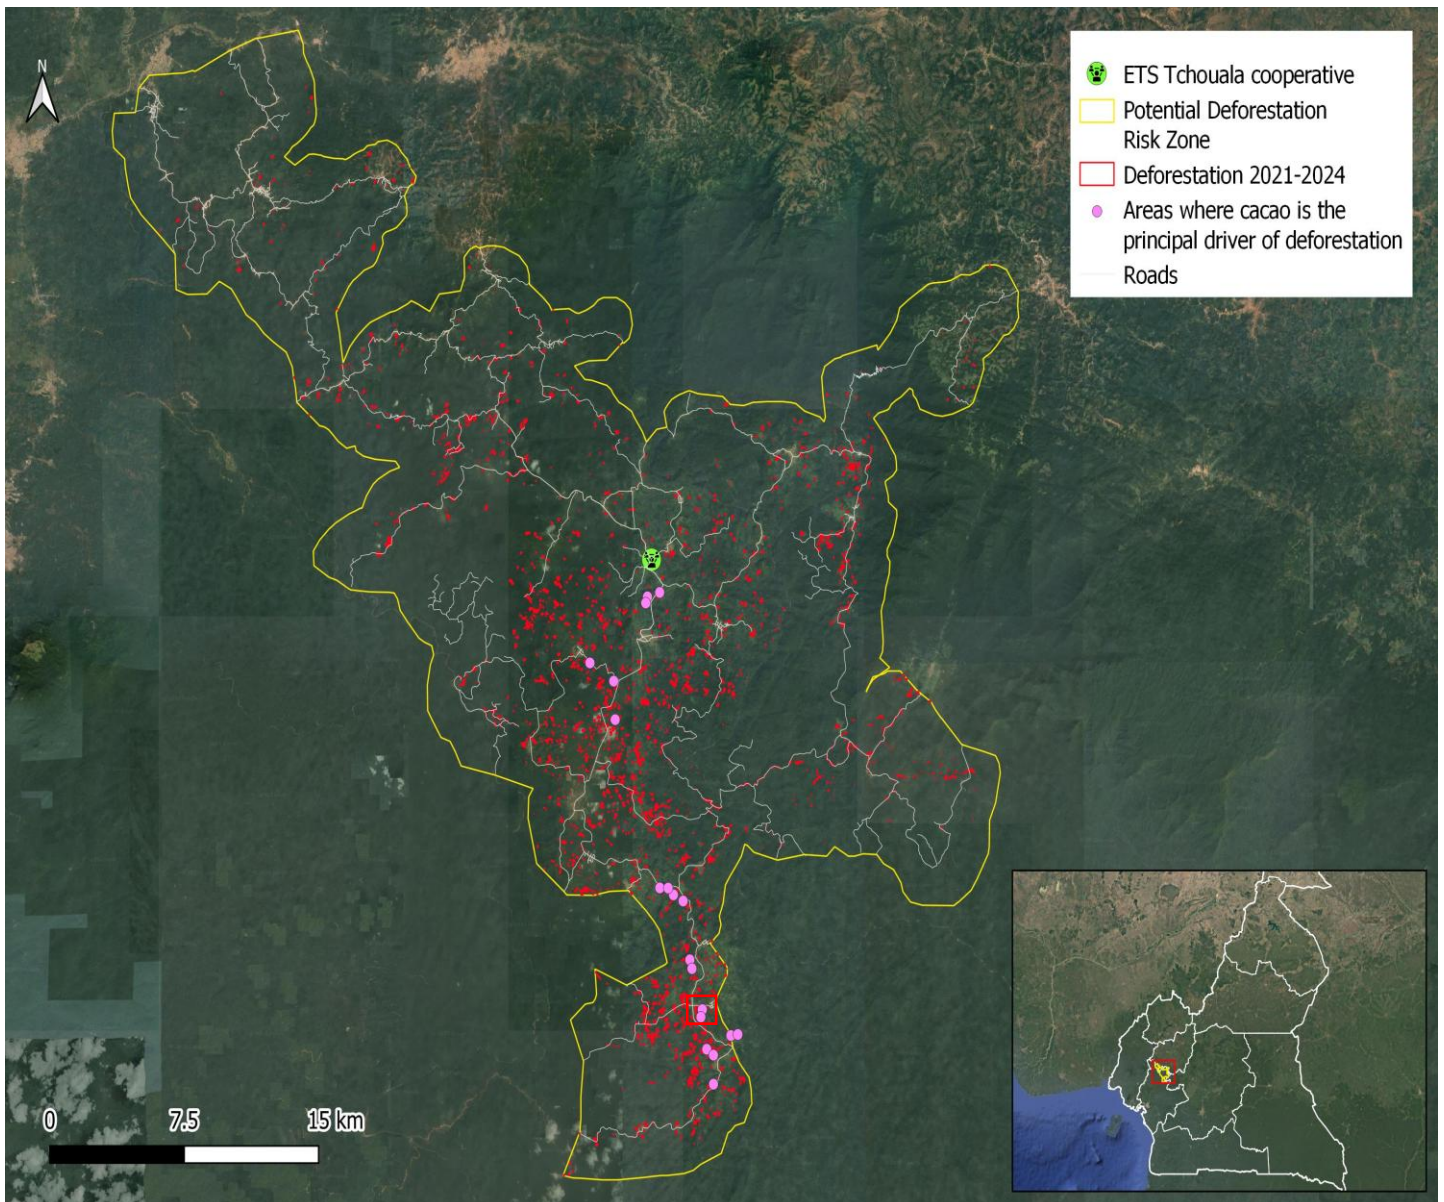 N
ETS Tchouala cooperative
Potential Deforestation
Risk Zone
Deforestation 2021-2024
Areas where cacao is the
principal driver of deforestation
Roads
0 7.5 15 km